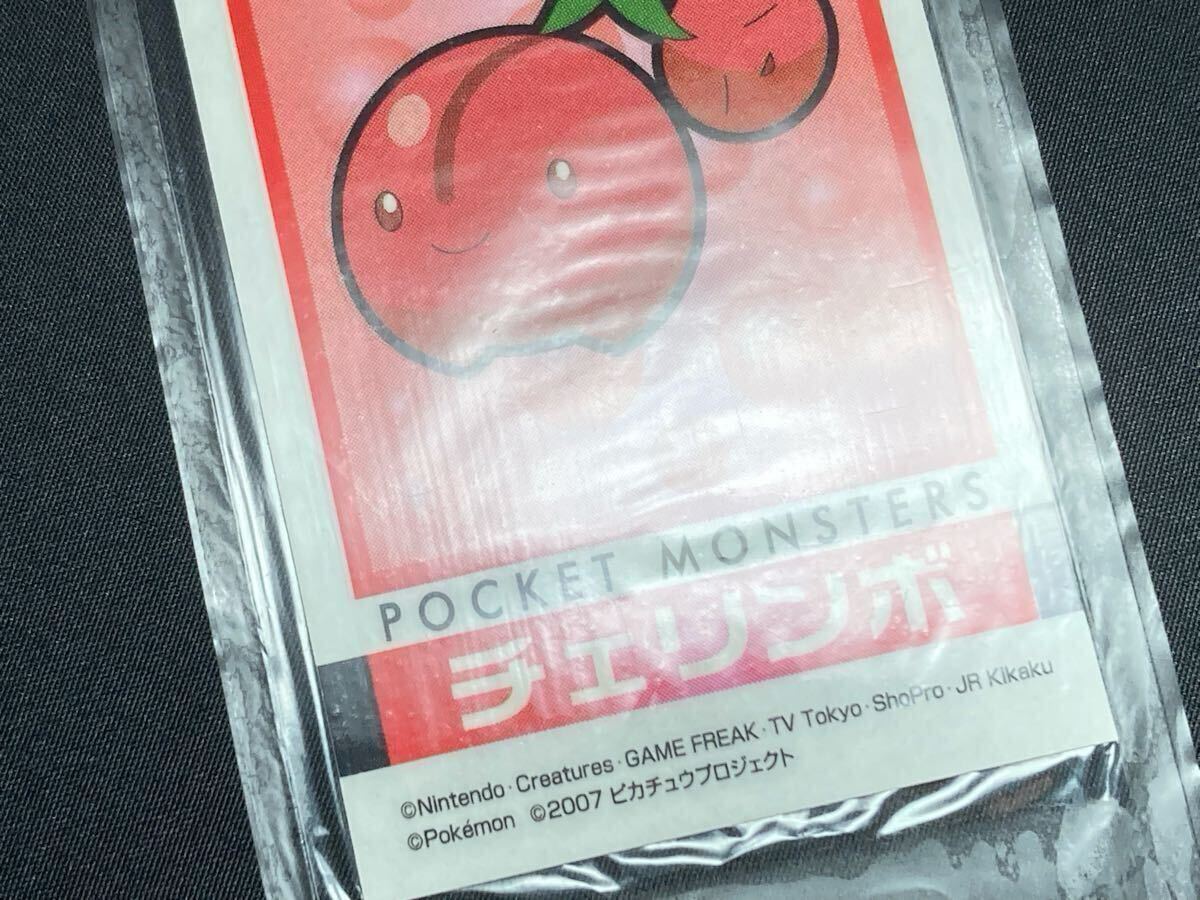 POCKET MONSTERS
チェリンボ
©Nintendo·Creatures·GAME FREAK·TV Tokyo·ShoPro·JR Kikaku
©Pokémon ©2007 ピカチュウプロジェクト